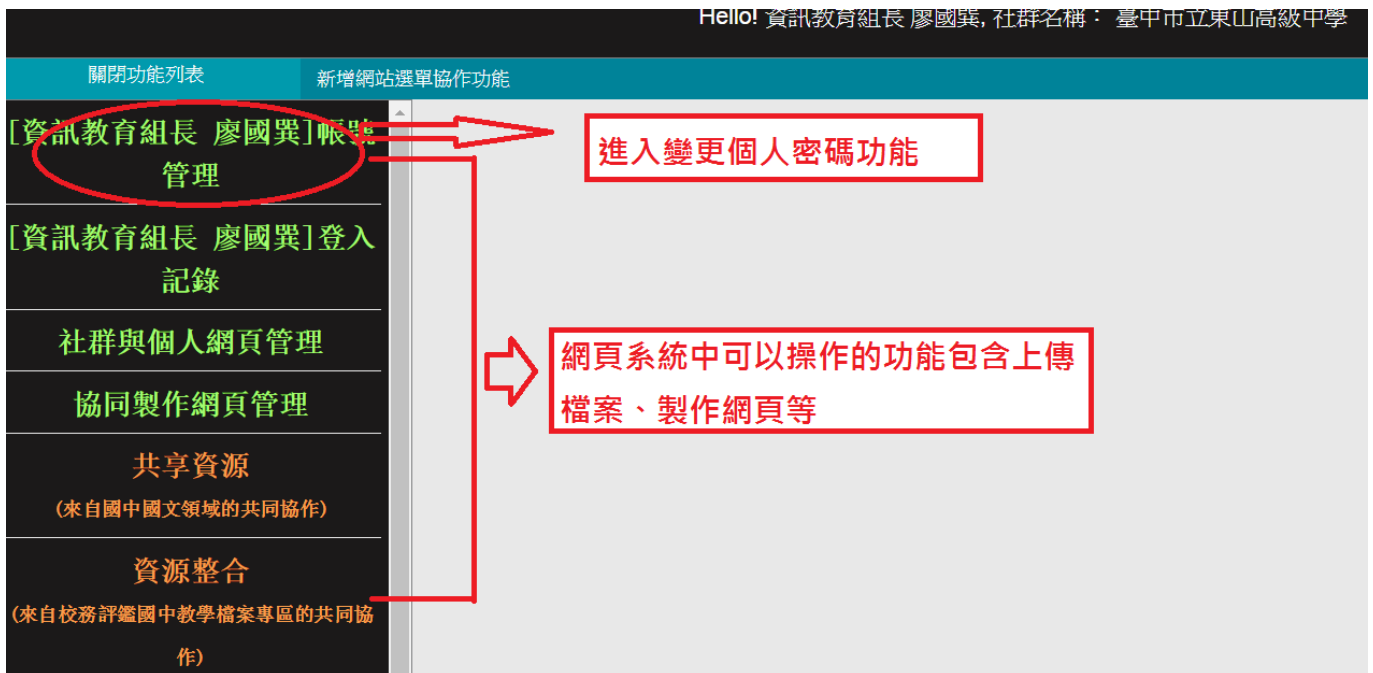 Hello! 資訊教育組長 廖國巽, 社群名稱： 臺中市立東山高級中學
關閉功能列表
新增網站選單協作功能
[資訊教育組長 廖國巽]帳號
管理
進入變更個人密碼功能
[資訊教育組長 廖國巽]登入
記錄
社群與個人網頁管理
網頁系統中可以操作的功能包含上傳
檔案、製作網頁等
協同製作網頁管理
共享資源
(來自國中國文領域的共同協作)
資源整合
(來自校務評鑑國中教學檔案專區的共同協
作)